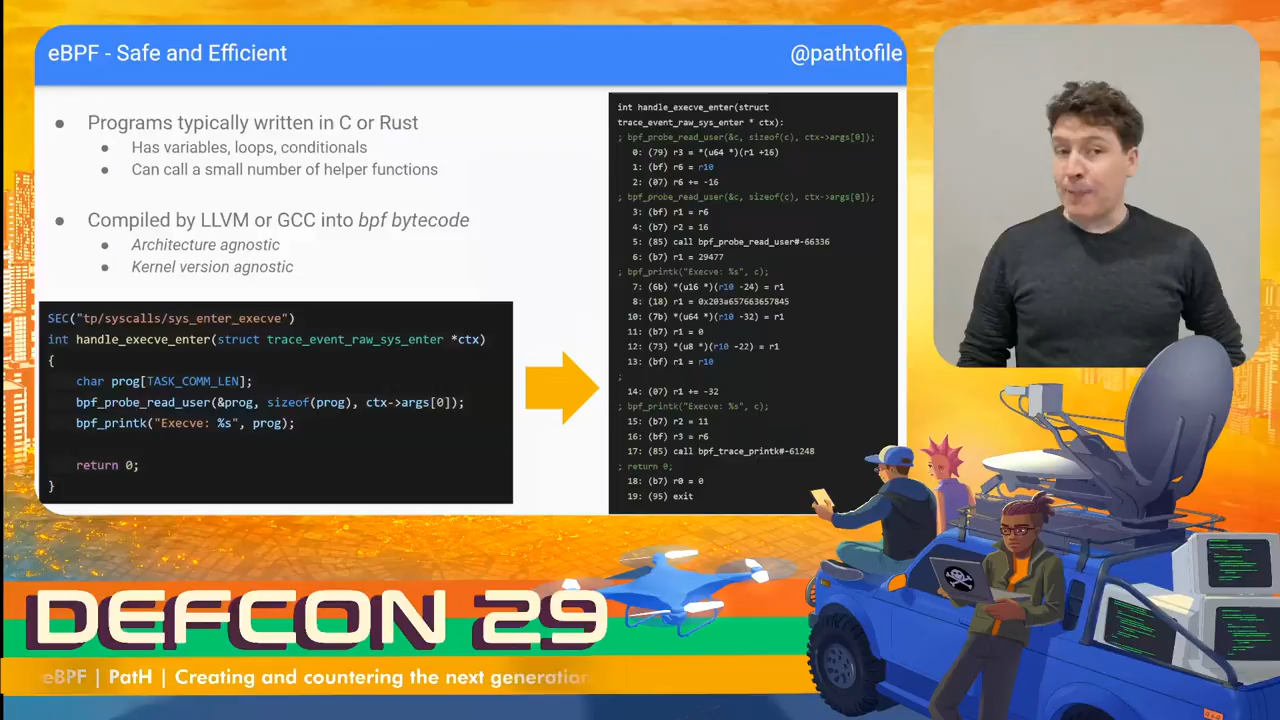 eBPF - Safe and Efficient
@pathtofile
● Programs typically written in C or Rust
● Has variables, loops, conditionals
● Can call a small number of helper functions
● Compiled by LLVM or GCC into bpf bytecode
● Architecture agnostic
● Kernel version agnostic
SEC("tp/syscalls/sys_enter_execve")
int handle_execve_enter(struct trace_event_raw_sys_enter *ctx)
{
char prog[TASK_COMM_LEN];
bpf_probe_read_user(&prog, sizeof(prog), ctx->args[0]);
bpf_printk("Execve: %s", prog);
return 0;
}
int handle_execve_enter(struct
trace_event_raw_sys_enter * ctx):
; bpf_probe_read_user(&c, sizeof(c), ctx->args[0]);
0: (79) r3 = *(u64 *)(r1 +16)
1: (bf) r6 = r10
2: (07) r6 += -16
; bpf_probe_read_user(&c, sizeof(c), ctx->args[0]);
3: (bf) r1 = r6
4: (b7) r2 = 16
5: (85) call bpf_probe_read_user#-66336
6: (b7) r1 = 29477
; bpf_printk("Execve: %s", c);
7: (6b) *(u16 *)(r10 -24) = r1
8: (18) r1 = 0x203a657663657845
10: (7b) *(u64 *)(r10 -32) = r1
11: (b7) r1 = 0
12: (73) *(u8 *)(r10 -22) = r1
13: (bf) r1 = r10
;
14: (07) r1 += -32
; bpf_printk("Execve: %s", c);
15: (b7) r2 = 11
16: (bf) r3 = r6
17: (85) call bpf_trace_printk#-61248
; return 0;
18: (b7) r0 = 0
19: (95) exit
DEFCON 29
eBPF | PatH | Creating and countering the next generation